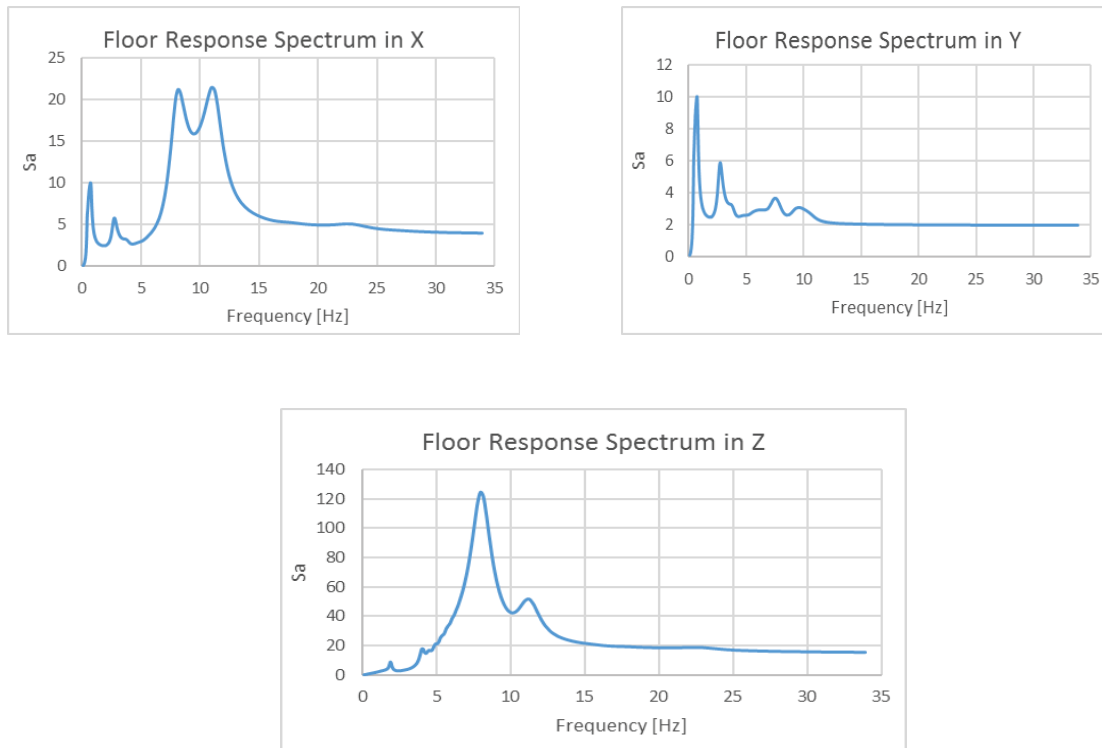 Floor Response Spectrum in X
25
20
15
10
5
0
Sa
0 5 10 15 20 25 30 35
Frequency [Hz]
Floor Response Spectrum in Y
12
10
8
6
4
2
0
Sa
0 5 10 15 20 25 30 35
Frequency [Hz]
Floor Response Spectrum in Z
140
120
100
80
60
40
20
0
Sa
0 5 10 15 20 25 30 35
Frequency [Hz]